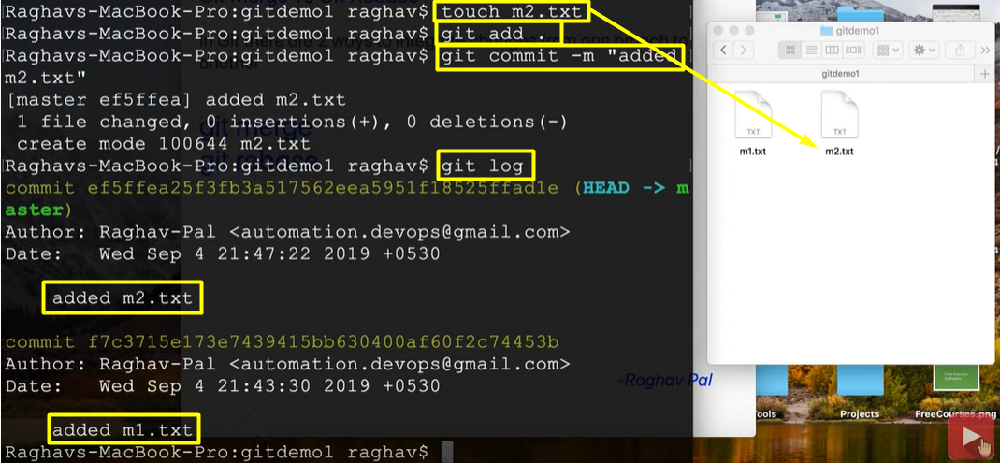 Raghavs-MacBook-Pro:gitdemo1 raghav$ touch m2.txt
Raghavs-MacBook-Pro:gitdemo1 raghav$ git add .
Raghavs-MacBook-Pro:gitdemo1 raghav$ git commit -m "added
m2.txt"
[master ef5ffea] added m2.txt
1 file changed, 0 insertions(+), 0 deletions(-)
create mode 100644 m2.txt
Raghavs-MacBook-Pro:gitdemo1 raghav$ git log
commit ef5ffea25f3fb3a517562eea5951f18525ffad1e (HEAD -> m
aster)
Author: Raghav-Pal <automation.devops@gmail.com>
Date: Wed Sep 4 21:47:22 2019 +0530
added m2.txt
commit f7c3715e173e7439415bb630400af60f2c74453b
Author: Raghav-Pal <automation.devops@gmail.com>
Date: Wed Sep 4 21:43:30 2019 +0530
added m1.txt
Raghavs-MacBook-Pro:gitdemo1 raghav$
git merge
git rebase
-Raghav Pal
gitdemo1
gitdemo1
TXT
TXT
m1.txt
m2.txt
Tools
Projects
FreeCourses.png